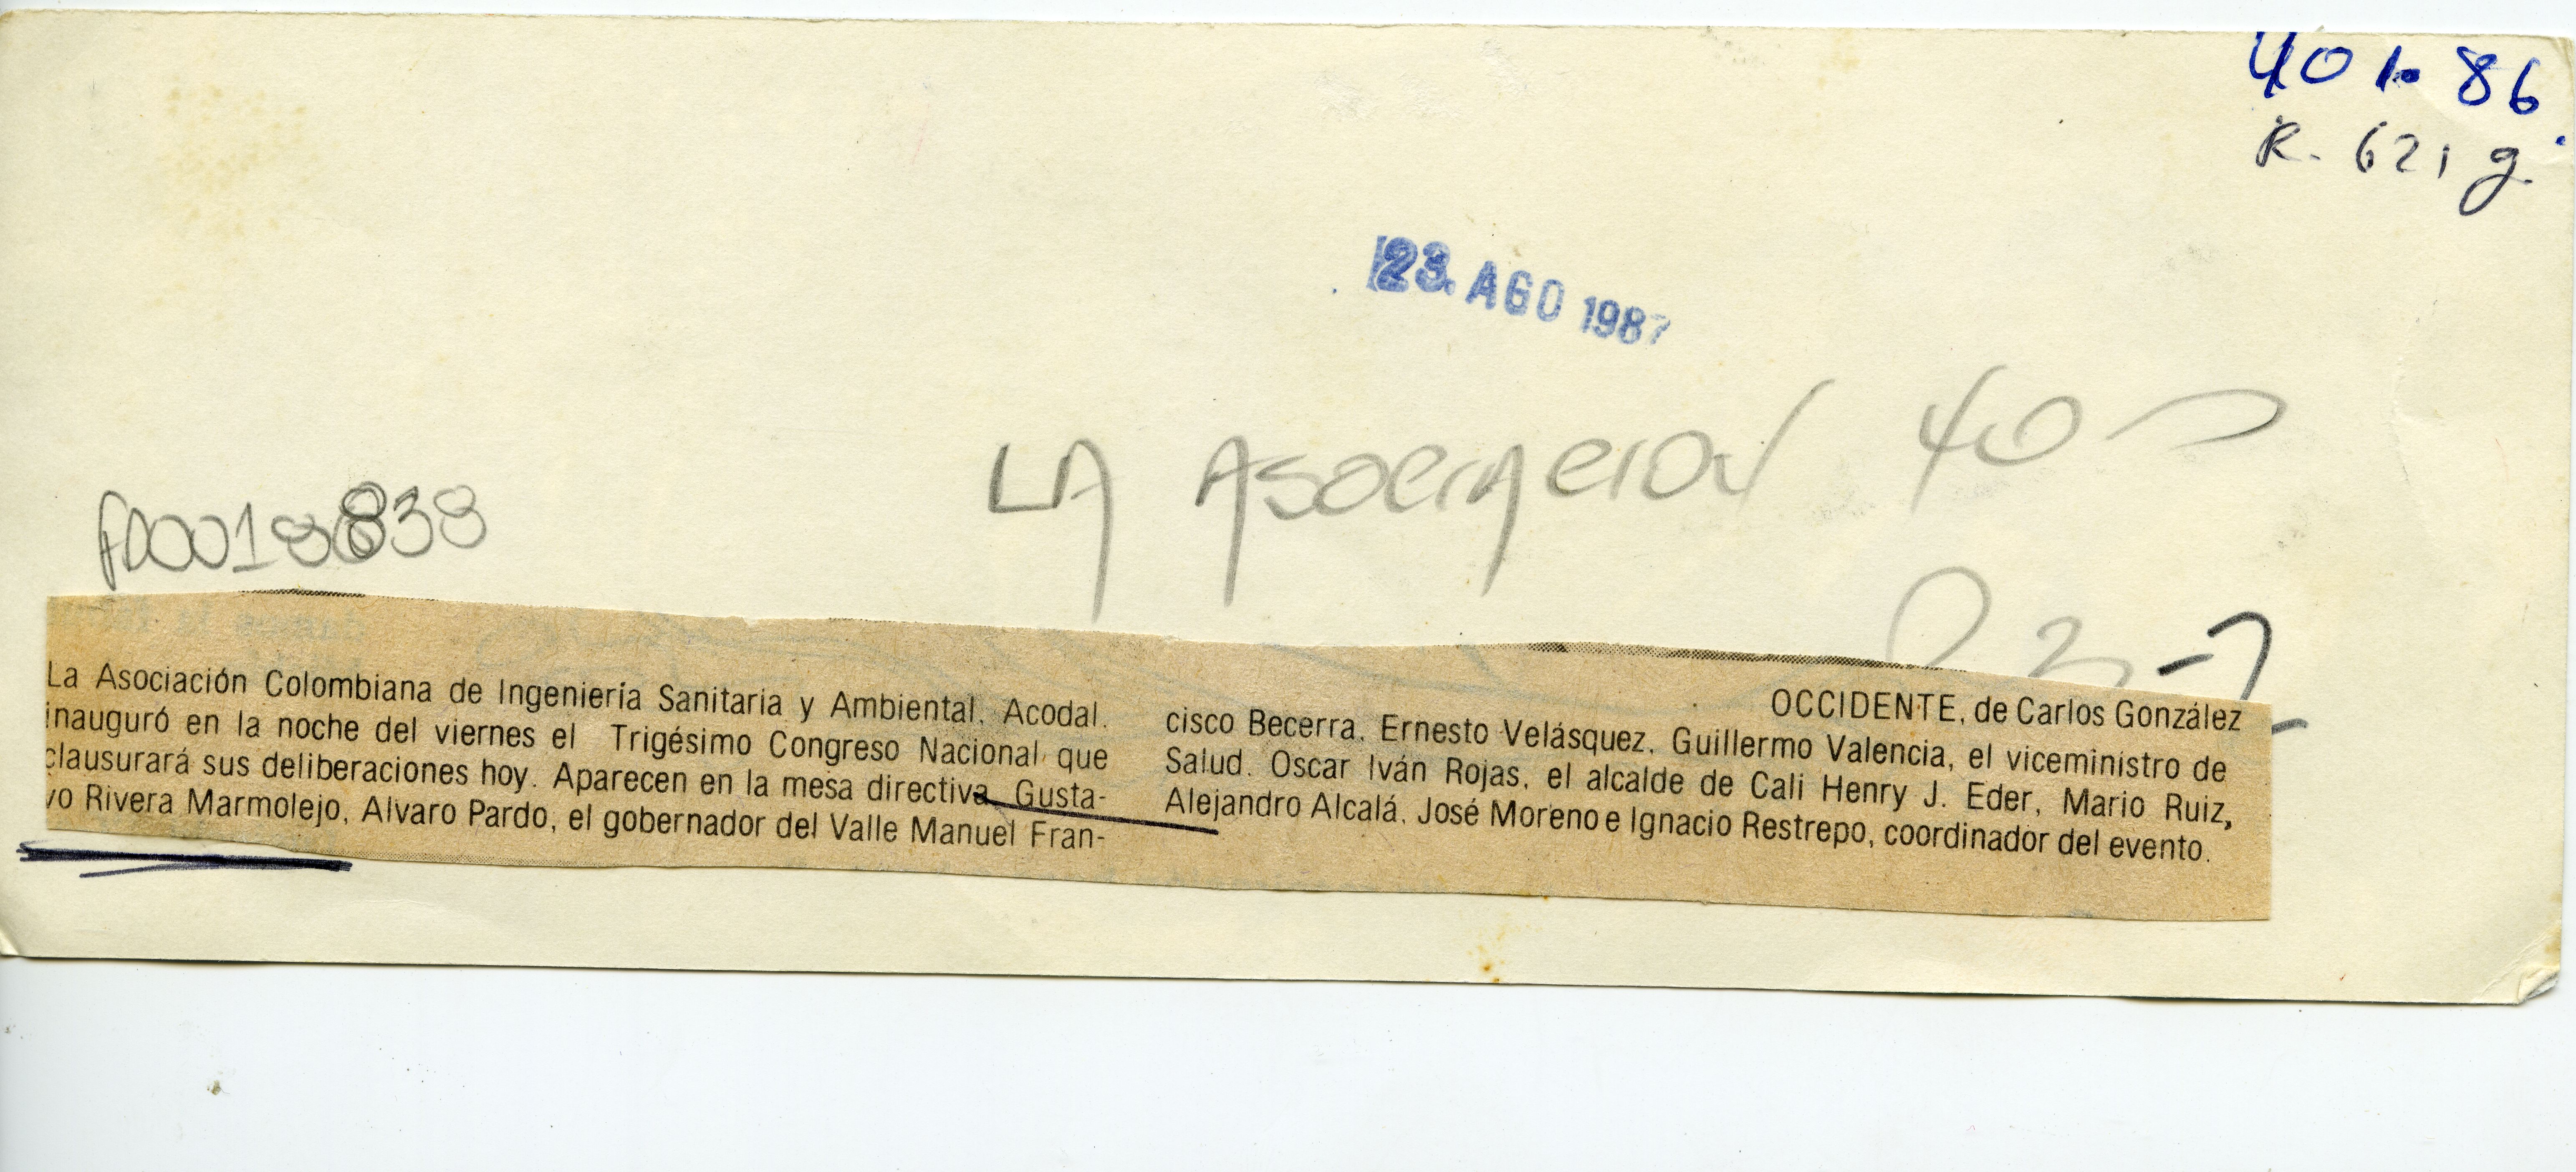 40 1. 86
R. 621 g.
23. AGO 1987
LA Asociacion 40
FD0018838
23-7
La Asociación Colombiana de Ingeniería Sanitaria y Ambiental, Acodal,
inauguró en la noche del viernes el Trigésimo Congreso Nacional que
clausurará sus deliberaciones hoy. Aparecen en la mesa directiva, Gusta-
vo Rivera Marmolejo, Alvaro Pardo, el gobernador del Valle Manuel Fran-
OCCIDENTE, de Carlos González
cisco Becerra, Ernesto Velásquez, Guillermo Valencia, el viceministro de
Salud, Oscar Iván Rojas, el alcalde de Cali Henry J. Eder, Mario Ruiz,
Alejandro Alcalá, José Moreno e Ignacio Restrepo, coordinador del evento.